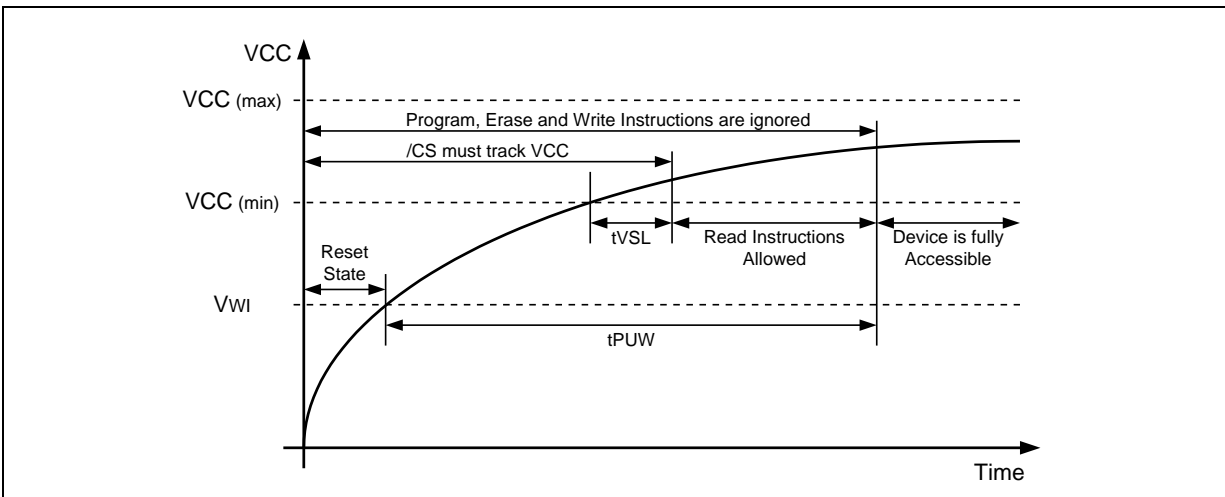 VCC
VCC (max)
Program, Erase and Write Instructions are ignored
/CS must track VCC
VCC (min)
tVSL
Read Instructions
Allowed
Device is fully
Accessible
Reset
State
VWI
tPUW
Time